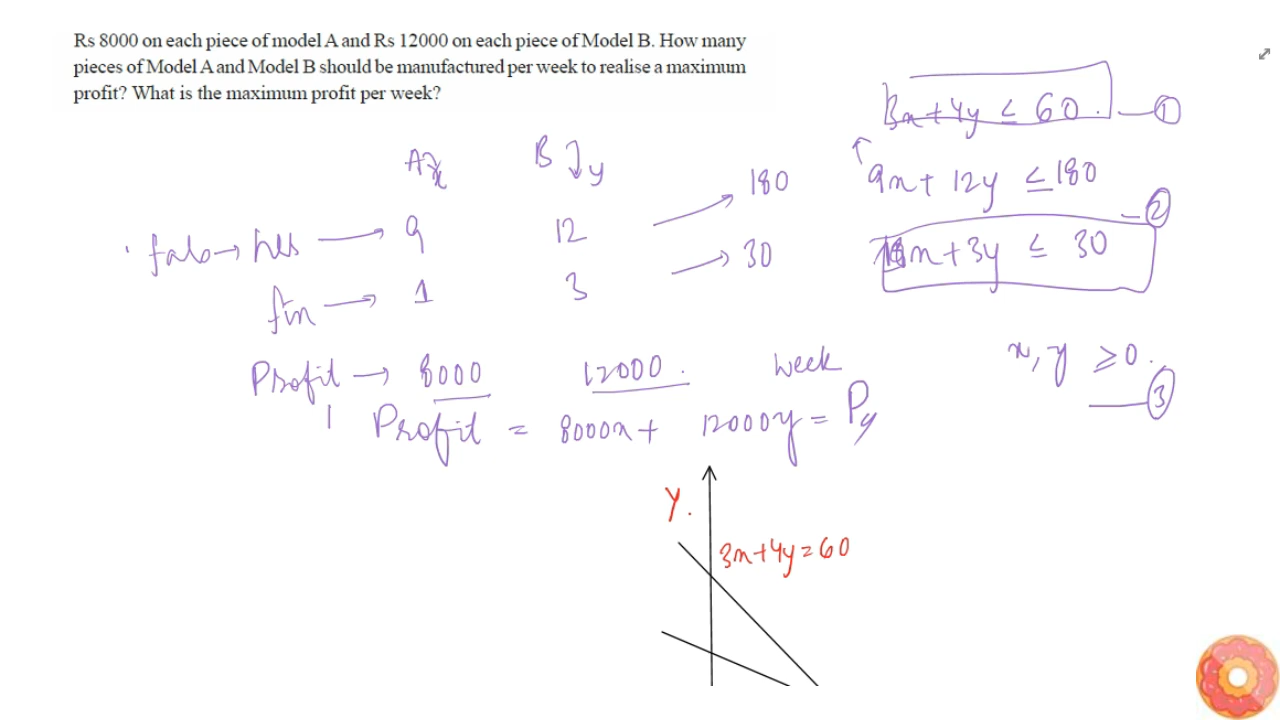 Rs 8000 on each piece of model A and Rs 12000 on each piece of Model B. How many
pieces of Model A and Model B should be manufactured per week to realise a maximum
profit? What is the maximum profit per week?
3x + 4y ≤ 60. — ①
A x B ↓ y
9x + 12y ≤ 180
fab → hrs → 9 12 → 180
x + 3y ≤ 30 — ②
fin → 1 3 → 30
x, y ≥ 0. — ③
Profit → 8000 12000. week
Profit = 8000x + 12000y = P
Y.
3x+4y=60